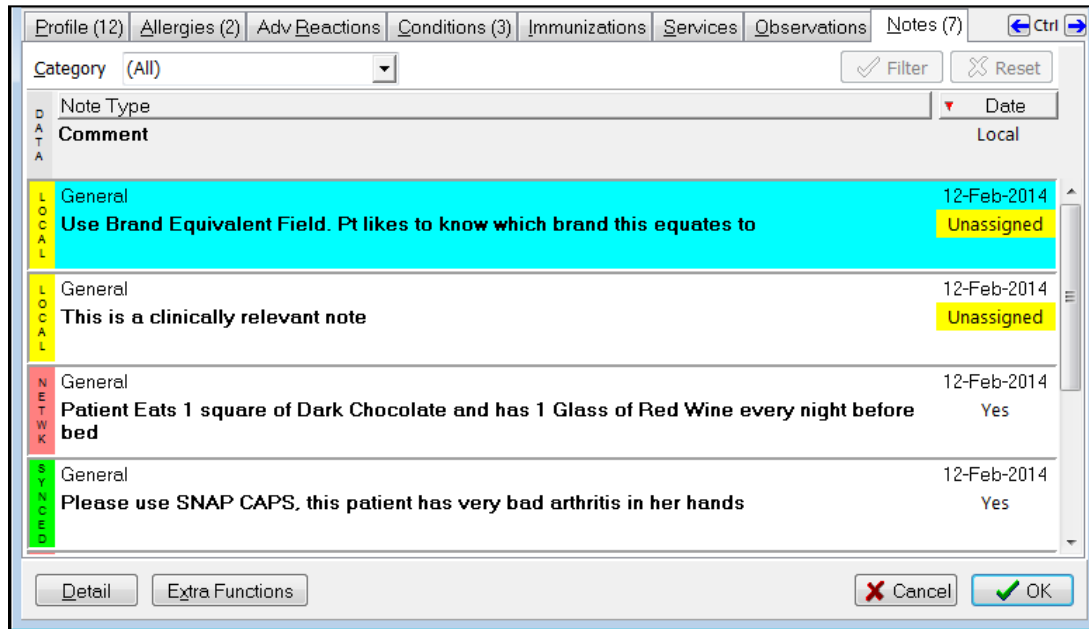 Profile (12) Allergies (2) Adv Reactions Conditions (3) Immunizations Services Observations Notes (7) Ctrl
Category (All) Filter Reset
DATA
Note Type Date
Comment Local
LOCAL
General 12-Feb-2014
Use Brand Equivalent Field. Pt likes to know which brand this equates to Unassigned
LOCAL
General 12-Feb-2014
This is a clinically relevant note Unassigned
NETWK
General 12-Feb-2014
Patient Eats 1 square of Dark Chocolate and has 1 Glass of Red Wine every night before Yes
bed
SYNCED
General 12-Feb-2014
Please use SNAP CAPS, this patient has very bad arthritis in her hands Yes
Detail Extra Functions Cancel OK